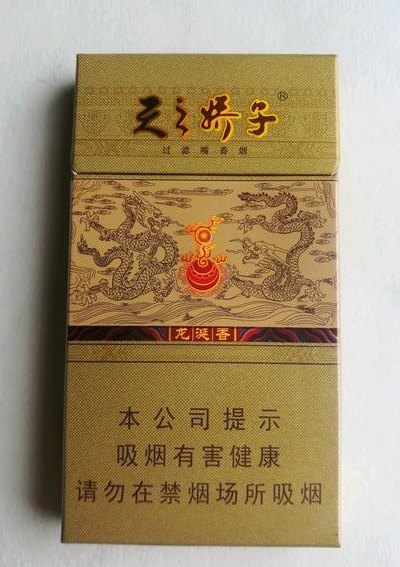 天之娇子®
过滤嘴香烟
龙涎香
本公司提示
吸烟有害健康
请勿在禁烟场所吸烟